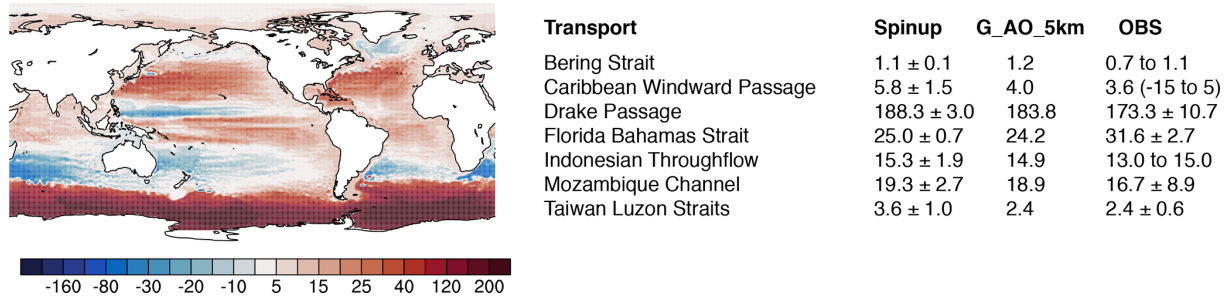 Transport Spinup G_AO_5km OBS
Bering Strait 1.1 ± 0.1 1.2 0.7 to 1.1
Caribbean Windward Passage 5.8 ± 1.5 4.0 3.6 (-15 to 5)
Drake Passage 188.3 ± 3.0 183.8 173.3 ± 10.7
Florida Bahamas Strait 25.0 ± 0.7 24.2 31.6 ± 2.7
Indonesian Throughflow 15.3 ± 1.9 14.9 13.0 to 15.0
Mozambique Channel 19.3 ± 2.7 18.9 16.7 ± 8.9
Taiwan Luzon Straits 3.6 ± 1.0 2.4 2.4 ± 0.6
-160 -80 -30 -20 -10 5 15 25 40 120 200